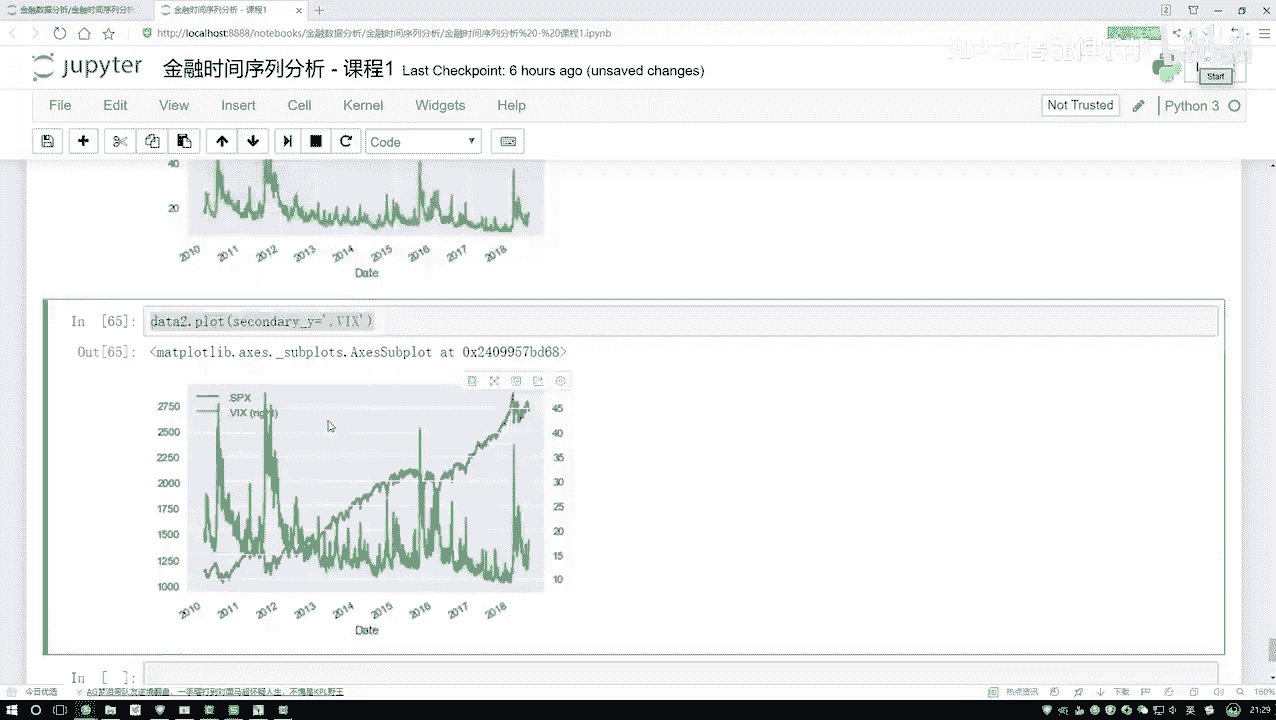 金融数据分析/金融时间序列分析
金融时间序列分析 - 课程1
http://localhost:8888/notebooks/金融数据分析/金融时间序列分析/金融时间序列分析%20-%20课程1.ipynb
jupyter 金融时间序列分析 - 课程1 Last Checkpoint: 6 hours ago (unsaved changes)
Start
File Edit View Insert Cell Kernel Widgets Help
Not Trusted Python 3
Code
40
20
2010 2011 2012 2013 2014 2015 2016 2017 2018
Date
In [65]: data2.plot(secondary_y='.VIX')
Out[65]: <matplotlib.axes._subplots.AxesSubplot at 0x2409957bd68>
.SPX
.VIX (right)
2750 45
2500 40
2250 35
2000 30
1750 25
1500 20
1250 15
1000 10
2010 2011 2012 2013 2014 2015 2016 2017 2018
Date
In [ ]:
今日优选
热点资讯 下载 160%
英 21:29